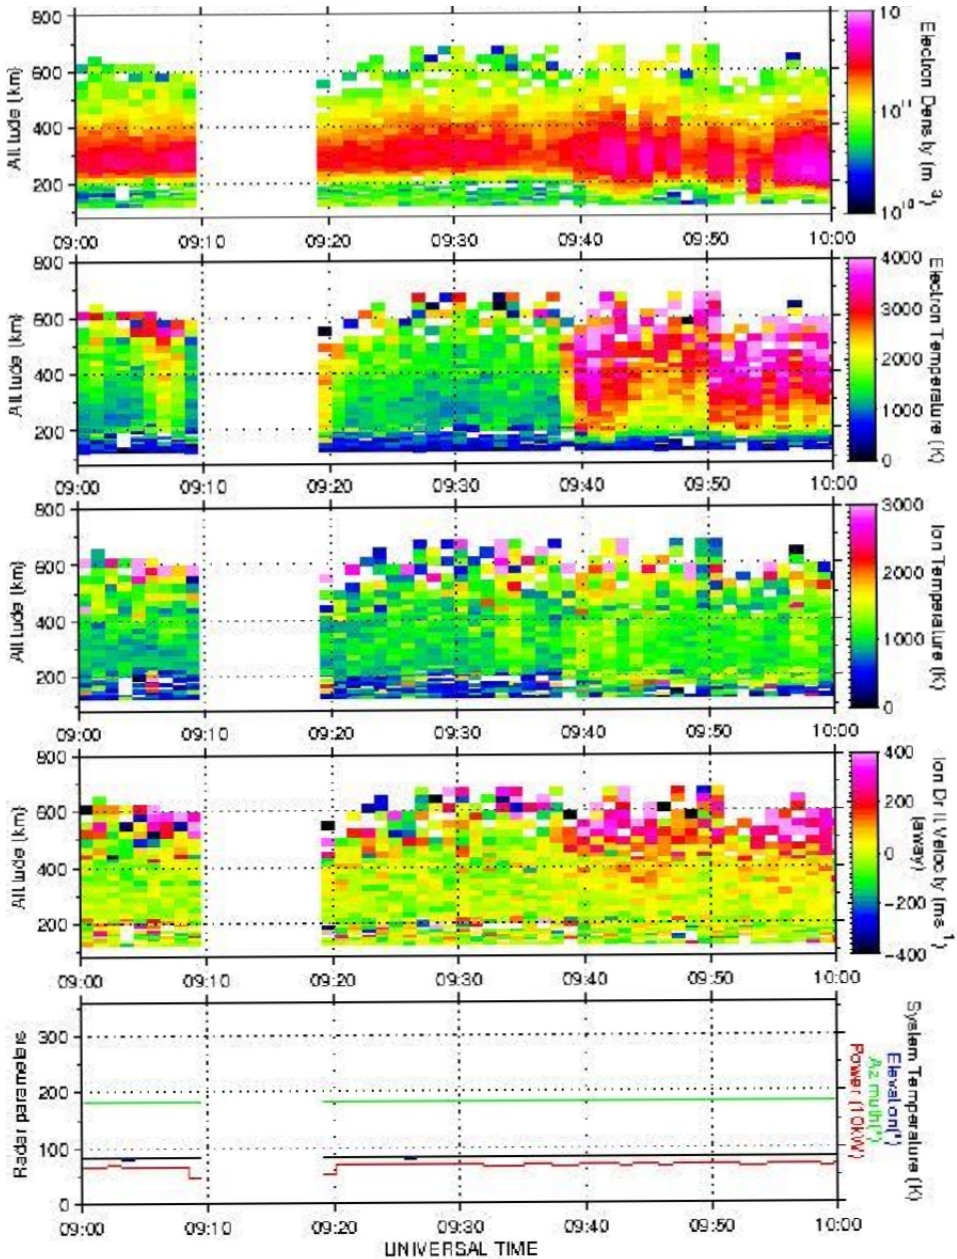 800
600
400
200
Altitude (km)
10
10¹¹
10¹⁰
Electron Density (m⁻³)
09:00 09:10 09:20 09:30 09:40 09:50 10:00
800
600
400
200
Altitude (km)
4000
3000
2000
1000
0
Electron Temperature (K)
09:00 09:10 09:20 09:30 09:40 09:50 10:00
800
600
400
200
Altitude (km)
3000
2000
1000
0
Ion Temperature (K)
09:00 09:10 09:20 09:30 09:40 09:50 10:00
800
600
400
200
Altitude (km)
400
200
0
-200
-400
Ion Drift Velocity (ms⁻¹)
(away)
09:00 09:10 09:20 09:30 09:40 09:50 10:00
300
200
100
0
Radar parameters
System Temperature (K)
Elevation(°)
Azimuth(°)
Power (10kW)
09:00 09:10 09:20 09:30 09:40 09:50 10:00
UNIVERSAL TIME